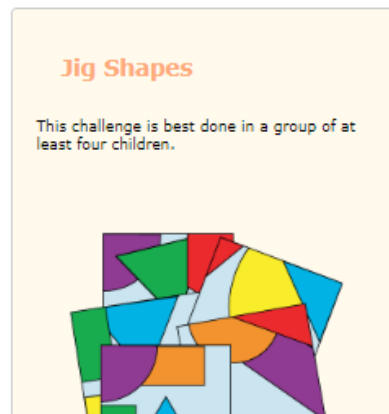 Jig Shapes
This challenge is best done in a group of at
least four children.